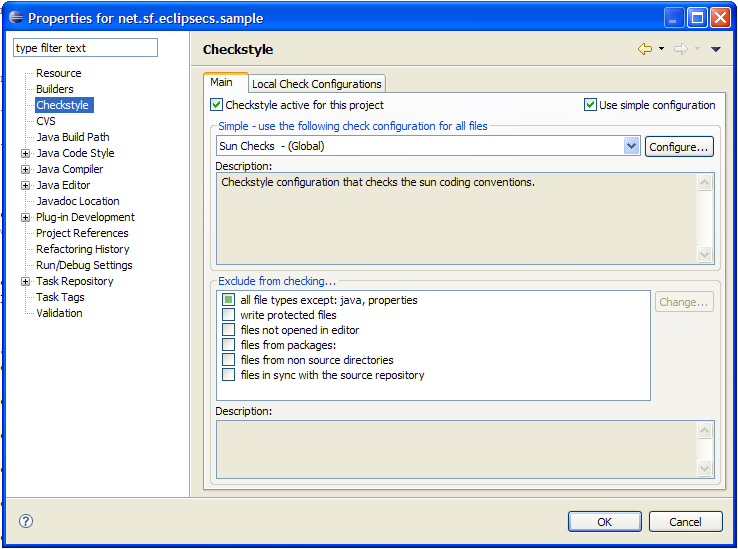 Properties for net.sf.eclipsecs.sample
type filter text
Resource
Builders
Checkstyle
CVS
Java Build Path
Java Code Style
Java Compiler
Java Editor
Javadoc Location
Plug-in Development
Project References
Refactoring History
Run/Debug Settings
Task Repository
Task Tags
Validation
Checkstyle
Main
Local Check Configurations
Checkstyle active for this project
Use simple configuration
Simple - use the following check configuration for all files
Sun Checks - (Global)
Configure...
Description:
Checkstyle configuration that checks the sun coding conventions.
Exclude from checking...
all file types except: java, properties
write protected files
files not opened in editor
files from packages:
files from non source directories
files in sync with the source repository
Change...
Description:
?
OK
Cancel